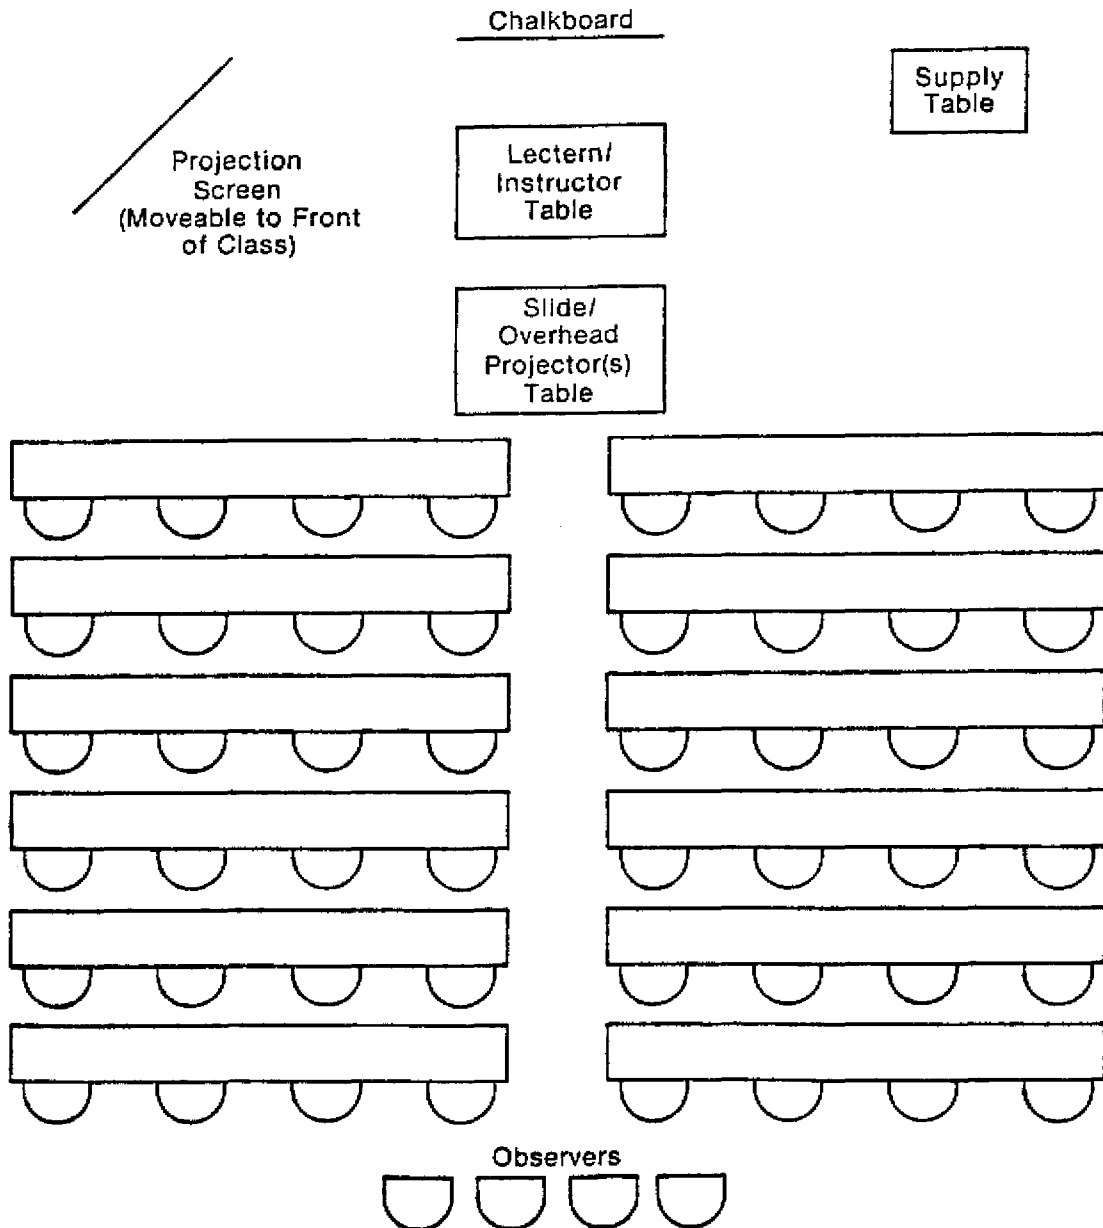 Chalkboard
Supply
Table
Projection
Screen
(Moveable to Front
of Class)
Lectern/
Instructor
Table
Slide/
Overhead
Projector(s)
Table
Observers